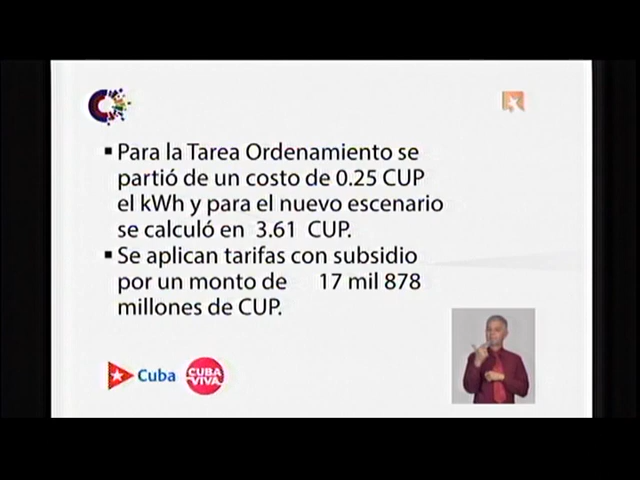 ▪ Para la Tarea Ordenamiento se
partió de un costo de 0.25 CUP
el kWh y para el nuevo escenario
se calculó en 3.61 CUP.
▪ Se aplican tarifas con subsidio
por un monto de 17 mil 878
millones de CUP.
Cuba
CUBA
VIVA